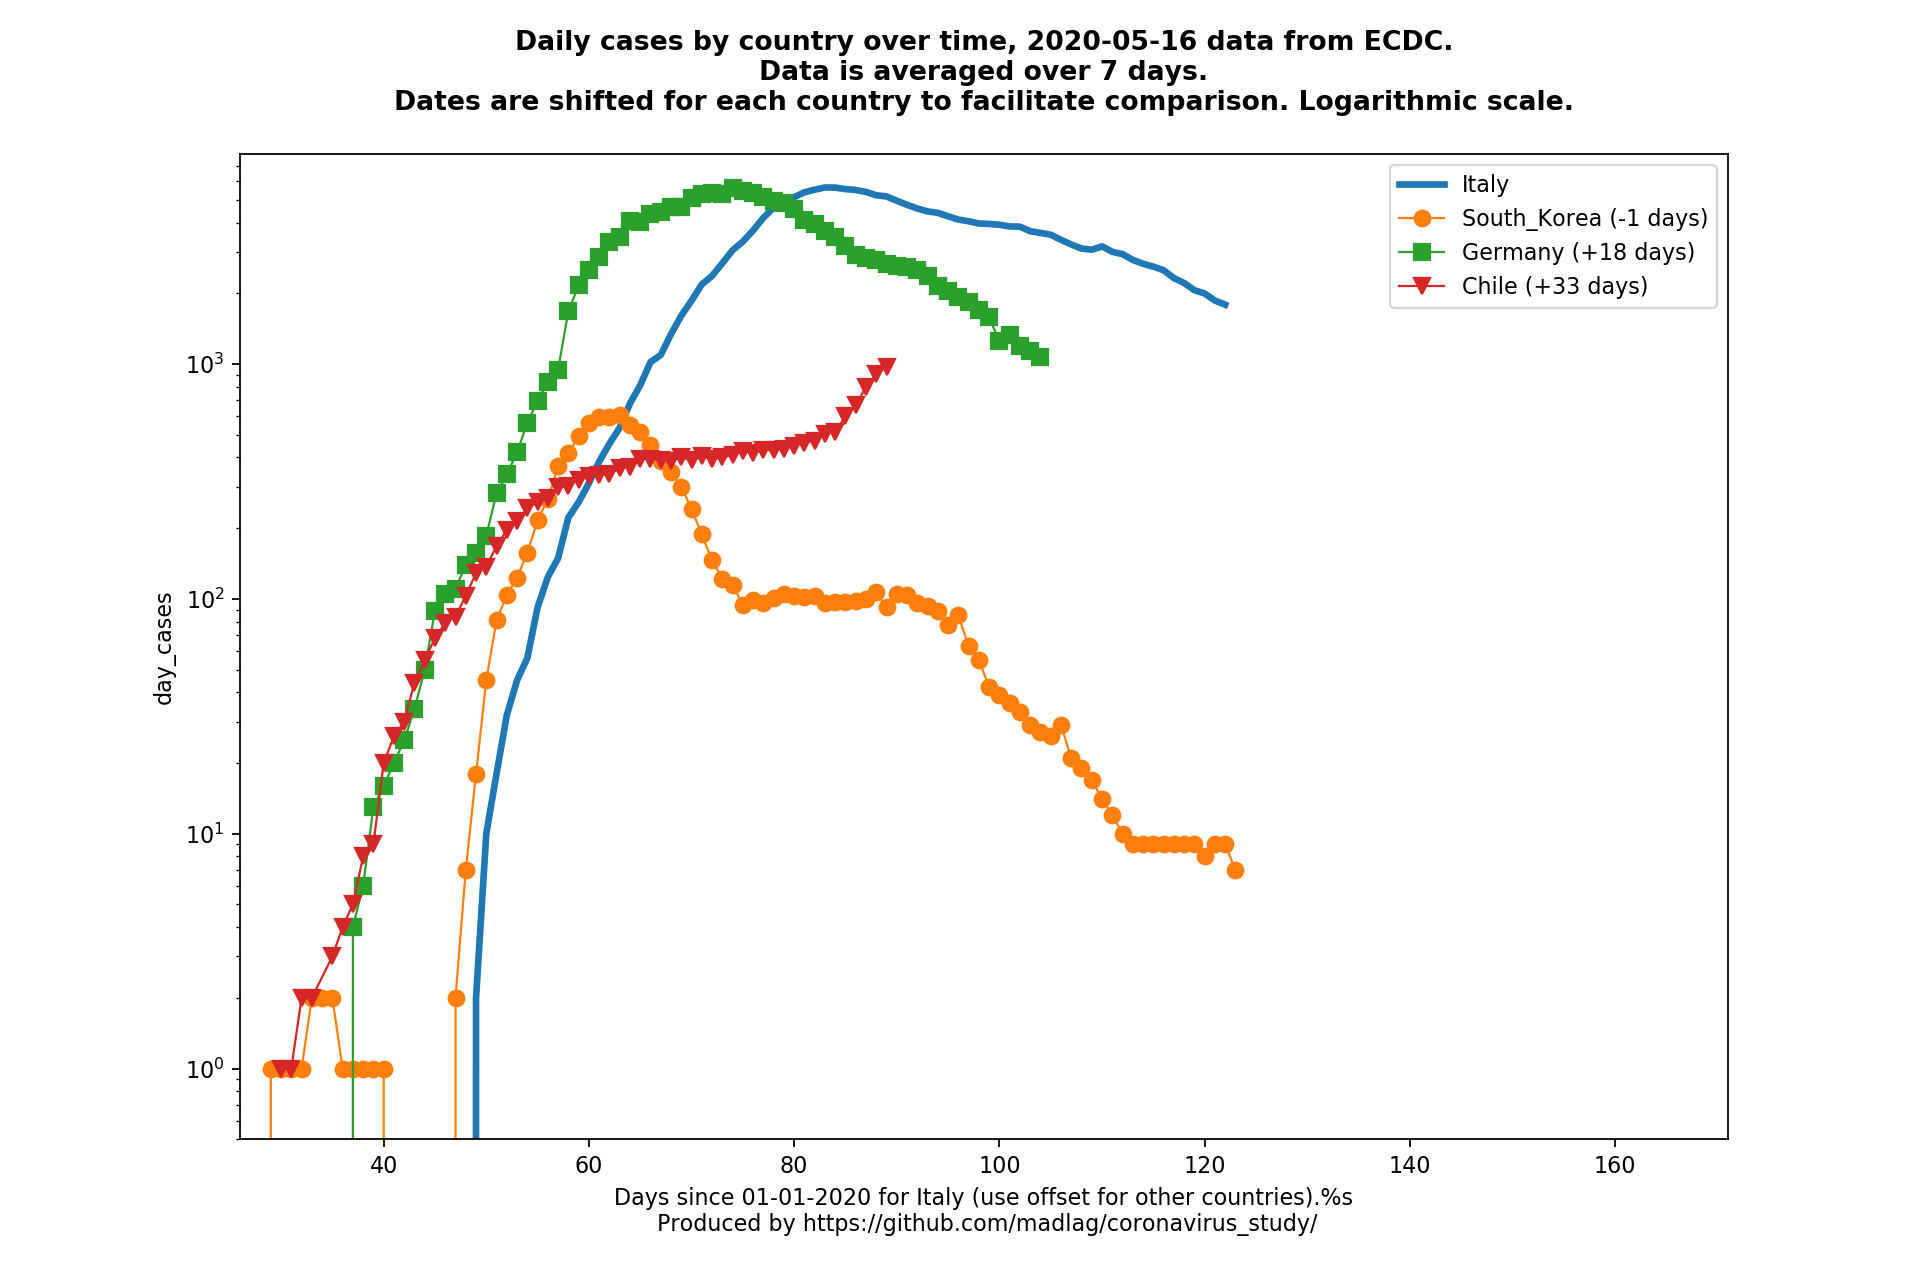 Daily cases by country over time, 2020-05-16 data from ECDC.
Data is averaged over 7 days.
Dates are shifted for each country to facilitate comparison. Logarithmic scale.
Italy
South_Korea (-1 days)
Germany (+18 days)
Chile (+33 days)
day_cases
10³
10²
10¹
10⁰
40 60 80 100 120 140 160
Days since 01-01-2020 for Italy (use offset for other countries).%s
Produced by https://github.com/madlag/coronavirus_study/